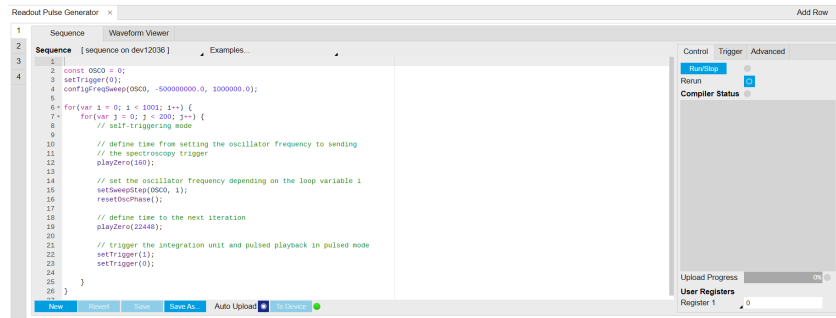 Readout Pulse Generator × Add Row
1 Sequence Waveform Viewer
2 Sequence [ sequence on dev12036 ] Examples...
3
4
Control Trigger Advanced
Run/Stop
Rerun
Compiler Status
1
2 const OSC0 = 0;
3 setTrigger(0);
4 configFreqSweep(OSC0, -500000000.0, 1000000.0);
5
6 for(var i = 0; i < 1001; i++) {
7 for(var j = 0; j < 200; j++) {
8 // self-triggering mode
9
10 // define time from setting the oscillator frequency to sending
11 // the spectroscopy trigger
12 playZero(160);
13
14 // set the oscillator frequency depending on the loop variable i
15 setSweepStep(OSC0, i);
16 resetOscPhase();
17
18 // define time to the next iteration
19 playZero(22448);
20
21 // trigger the integration unit and pulsed playback in pulsed mode
22 setTrigger(1);
23 setTrigger(0);
24
25 }
26 }
27
Upload Progress 0%
User Registers
Register 1 0
New Revert Save Save As... Auto Upload To Device